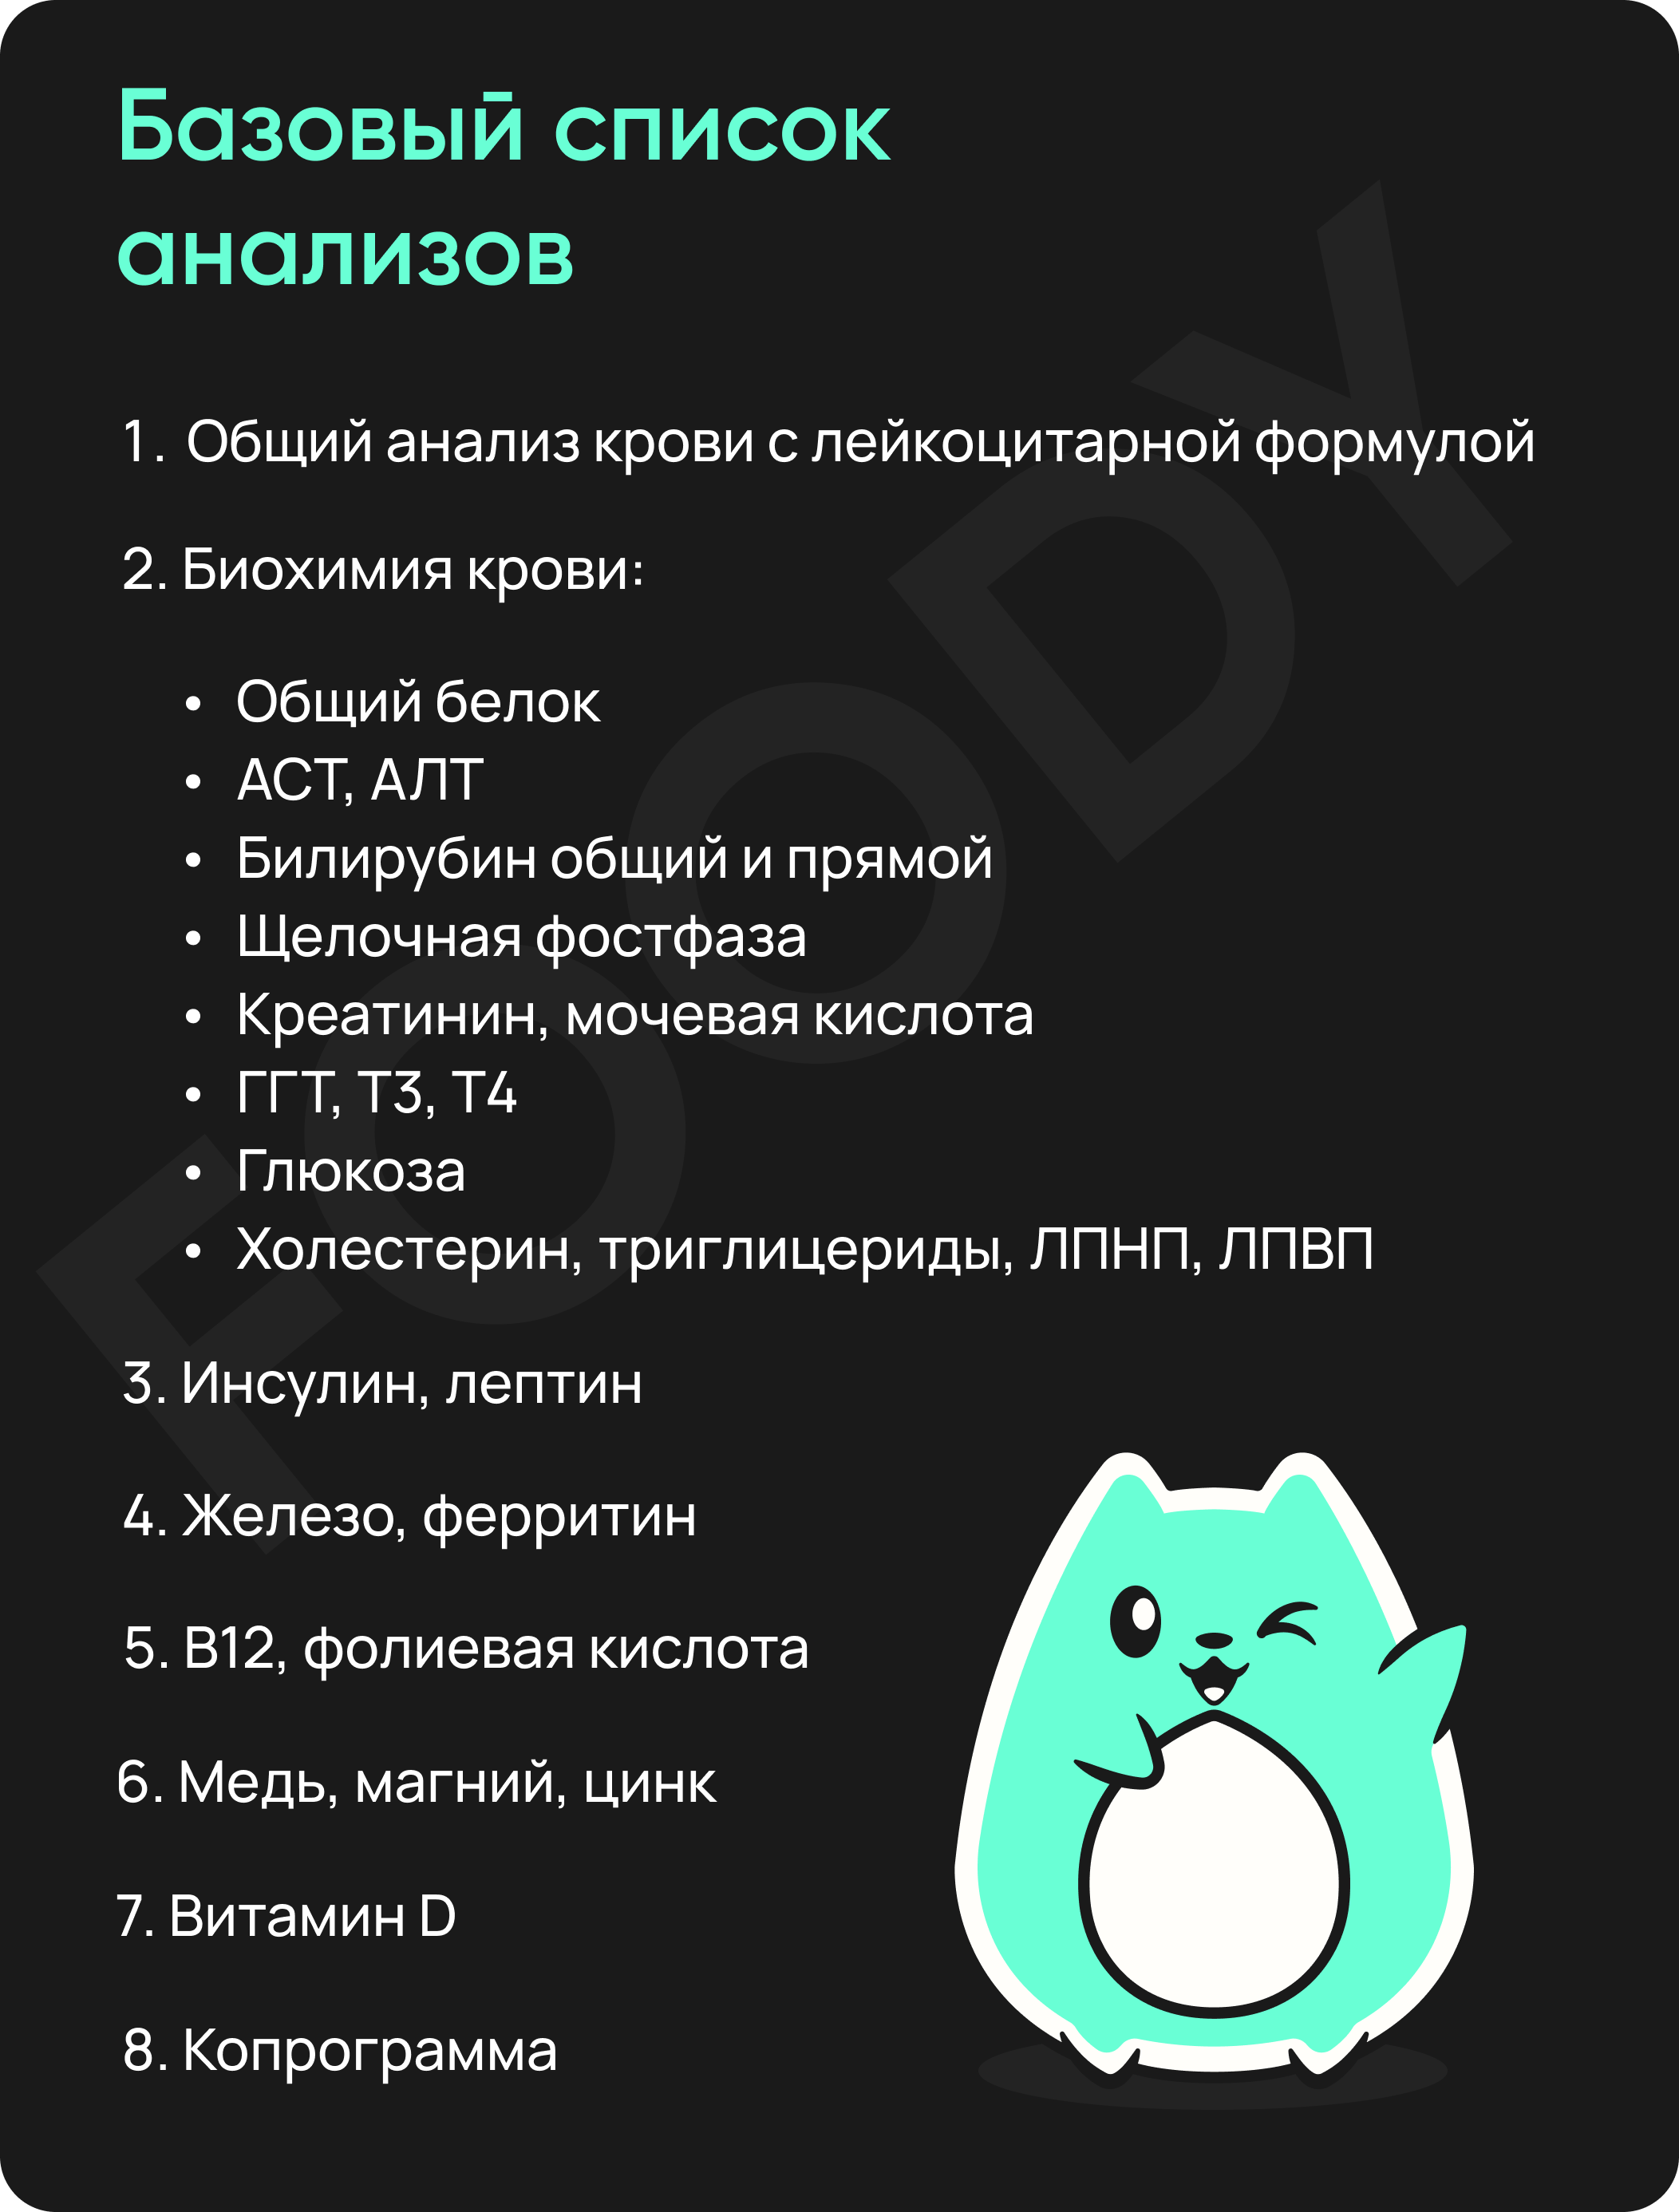 Базовый список
анализов
1. Общий анализ крови с лейкоцитарной формулой
2. Биохимия крови:
• Общий белок
• АСТ, АЛТ
• Билирубин общий и прямой
• Щелочная фостфаза
• Креатинин, мочевая кислота
• ГГТ, Т3, Т4
• Глюкоза
• Холестерин, триглицериды, ЛПНП, ЛПВП
3. Инсулин, лептин
4. Железо, ферритин
5. В12, фолиевая кислота
6. Медь, магний, цинк
7. Витамин D
8. Копрограмма
FOODY